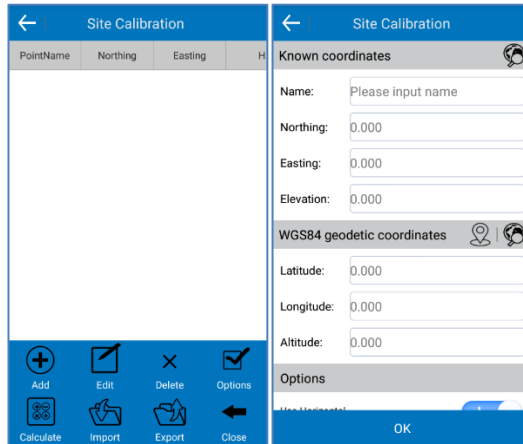 Site Calibration
PointName Northing Easting H
Add Edit Delete Options
Calculate Import Export Close
Site Calibration
Known coordinates
Name: Please input name
Northing: 0.000
Easting: 0.000
Elevation: 0.000
WGS84 geodetic coordinates
Latitude: 0.000
Longitude: 0.000
Altitude: 0.000
Options
Use Horizontal
OK